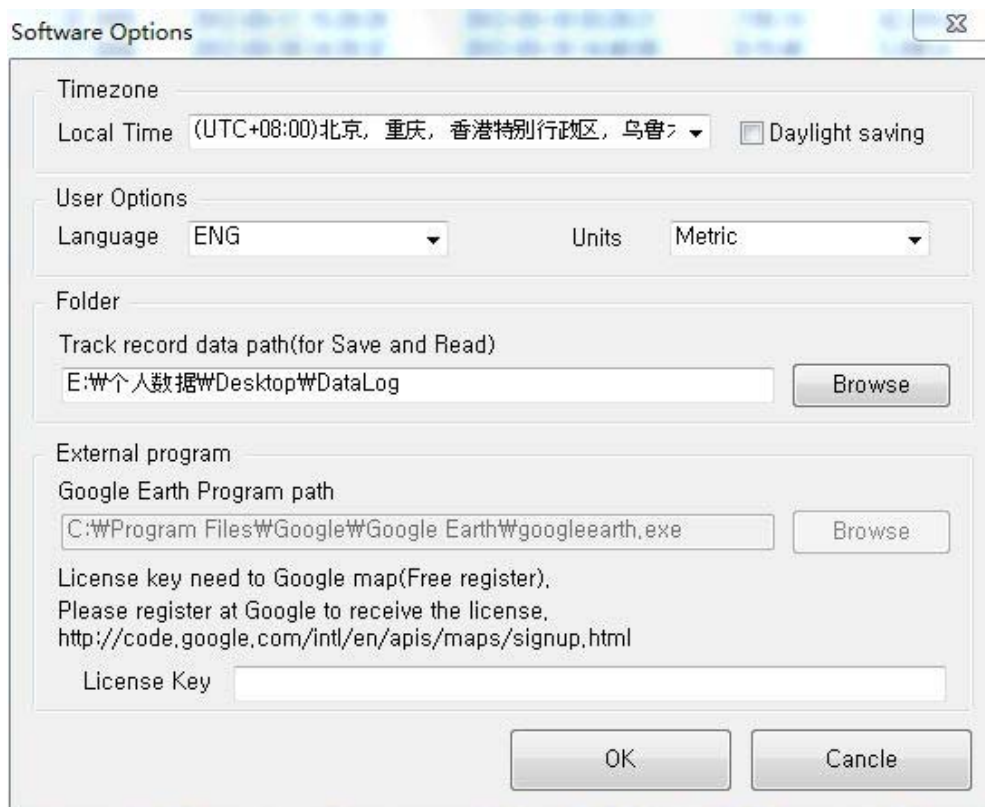 Software Options
Timezone
Local Time (UTC+08:00)北京, 重庆, 香港特别行政区, 乌鲁 Daylight saving
User Options
Language ENG Units Metric
Folder
Track record data path(for Save and Read)
E:₩个人数据₩Desktop₩DataLog Browse
External program
Google Earth Program path
C:₩Program Files₩Google₩Google Earth₩googleearth.exe Browse
License key need to Google map(Free register).
Please register at Google to receive the license.
http://code.google.com/intl/en/apis/maps/signup.html
License Key
OK Cancle